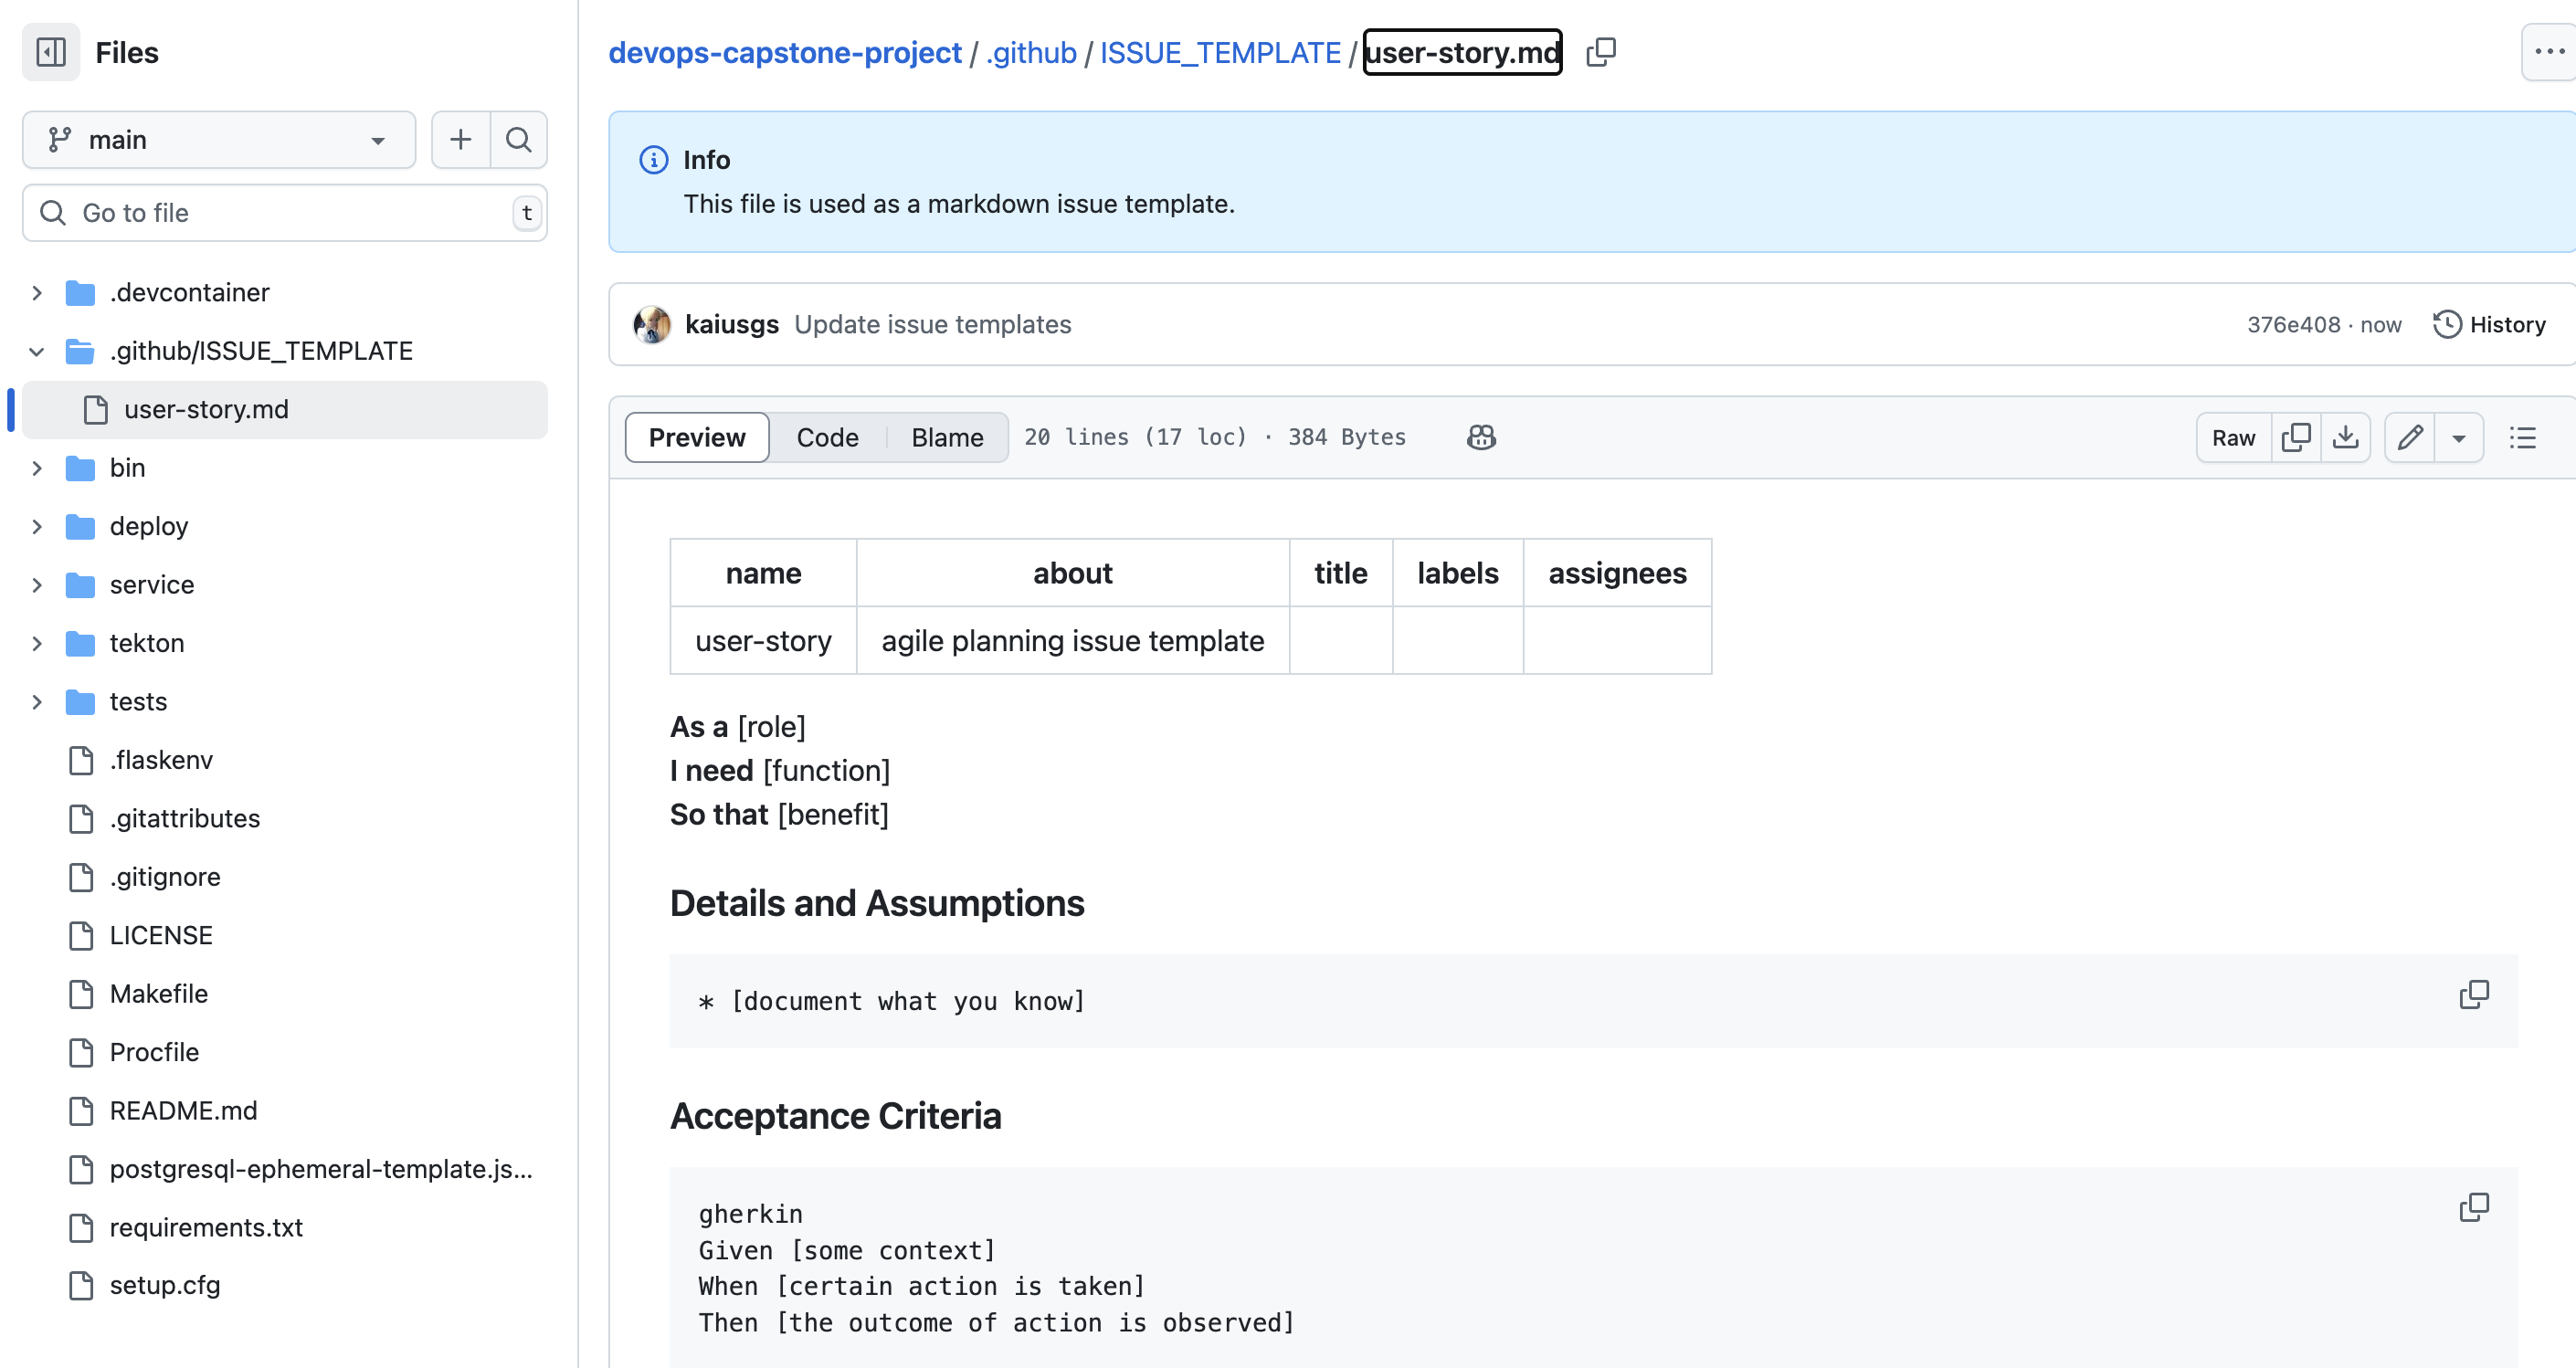 Files
main
Go to file
t
.devcontainer
.github/ISSUE_TEMPLATE
user-story.md
bin
deploy
service
tekton
tests
.flaskenv
.gitattributes
.gitignore
LICENSE
Makefile
Procfile
README.md
postgresql-ephemeral-template.js...
requirements.txt
setup.cfg
devops-capstone-project / .github / ISSUE_TEMPLATE / user-story.md
Info
This file is used as a markdown issue template.
kaiusgs Update issue templates 376e408 · now History
Preview Code Blame 20 lines (17 loc) · 384 Bytes Raw
name about title labels assignees
user-story agile planning issue template
As a [role]
I need [function]
So that [benefit]
Details and Assumptions
* [document what you know]
Acceptance Criteria
gherkin
Given [some context]
When [certain action is taken]
Then [the outcome of action is observed]